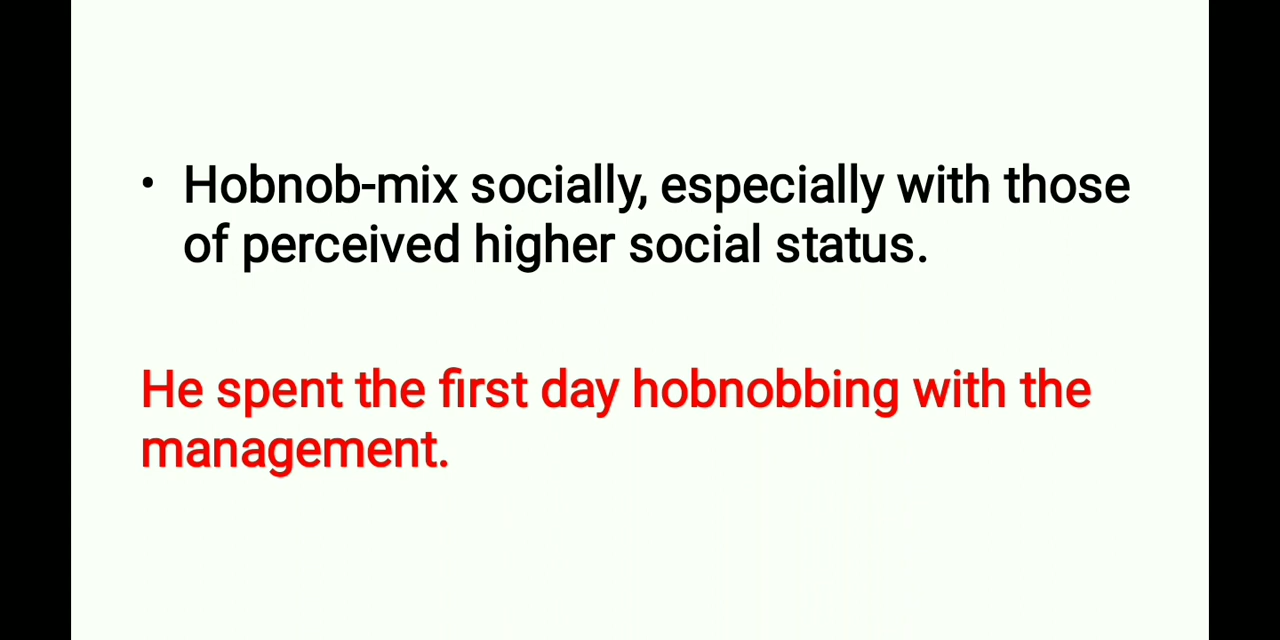 • Hobnob-mix socially, especially with those
of perceived higher social status.
He spent the first day hobnobbing with the
management.